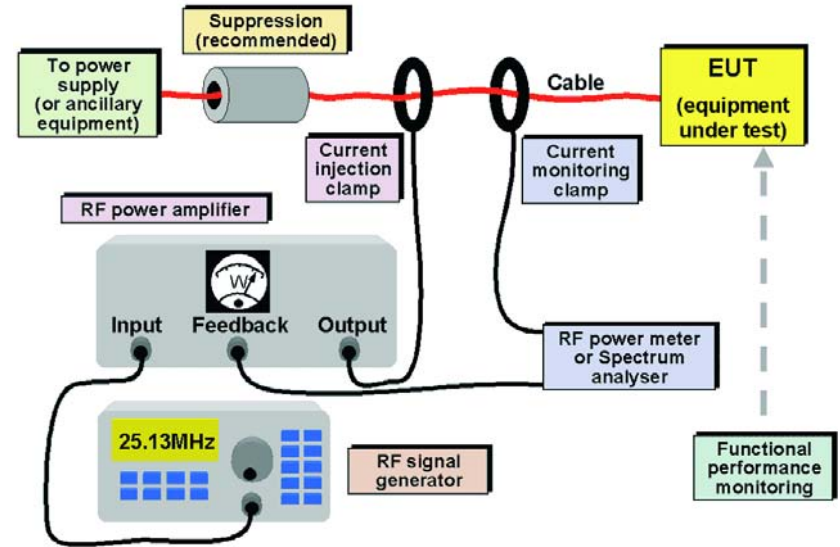 Suppression
(recommended)
To power
supply
(or ancillary
equipment)
Cable
EUT
(equipment
under test)
Current
injection
clamp
Current
monitoring
clamp
RF power amplifier
W
Input
Feedback
Output
RF power meter
or Spectrum
analyser
25.13MHz
RF signal
generator
Functional
performance
monitoring